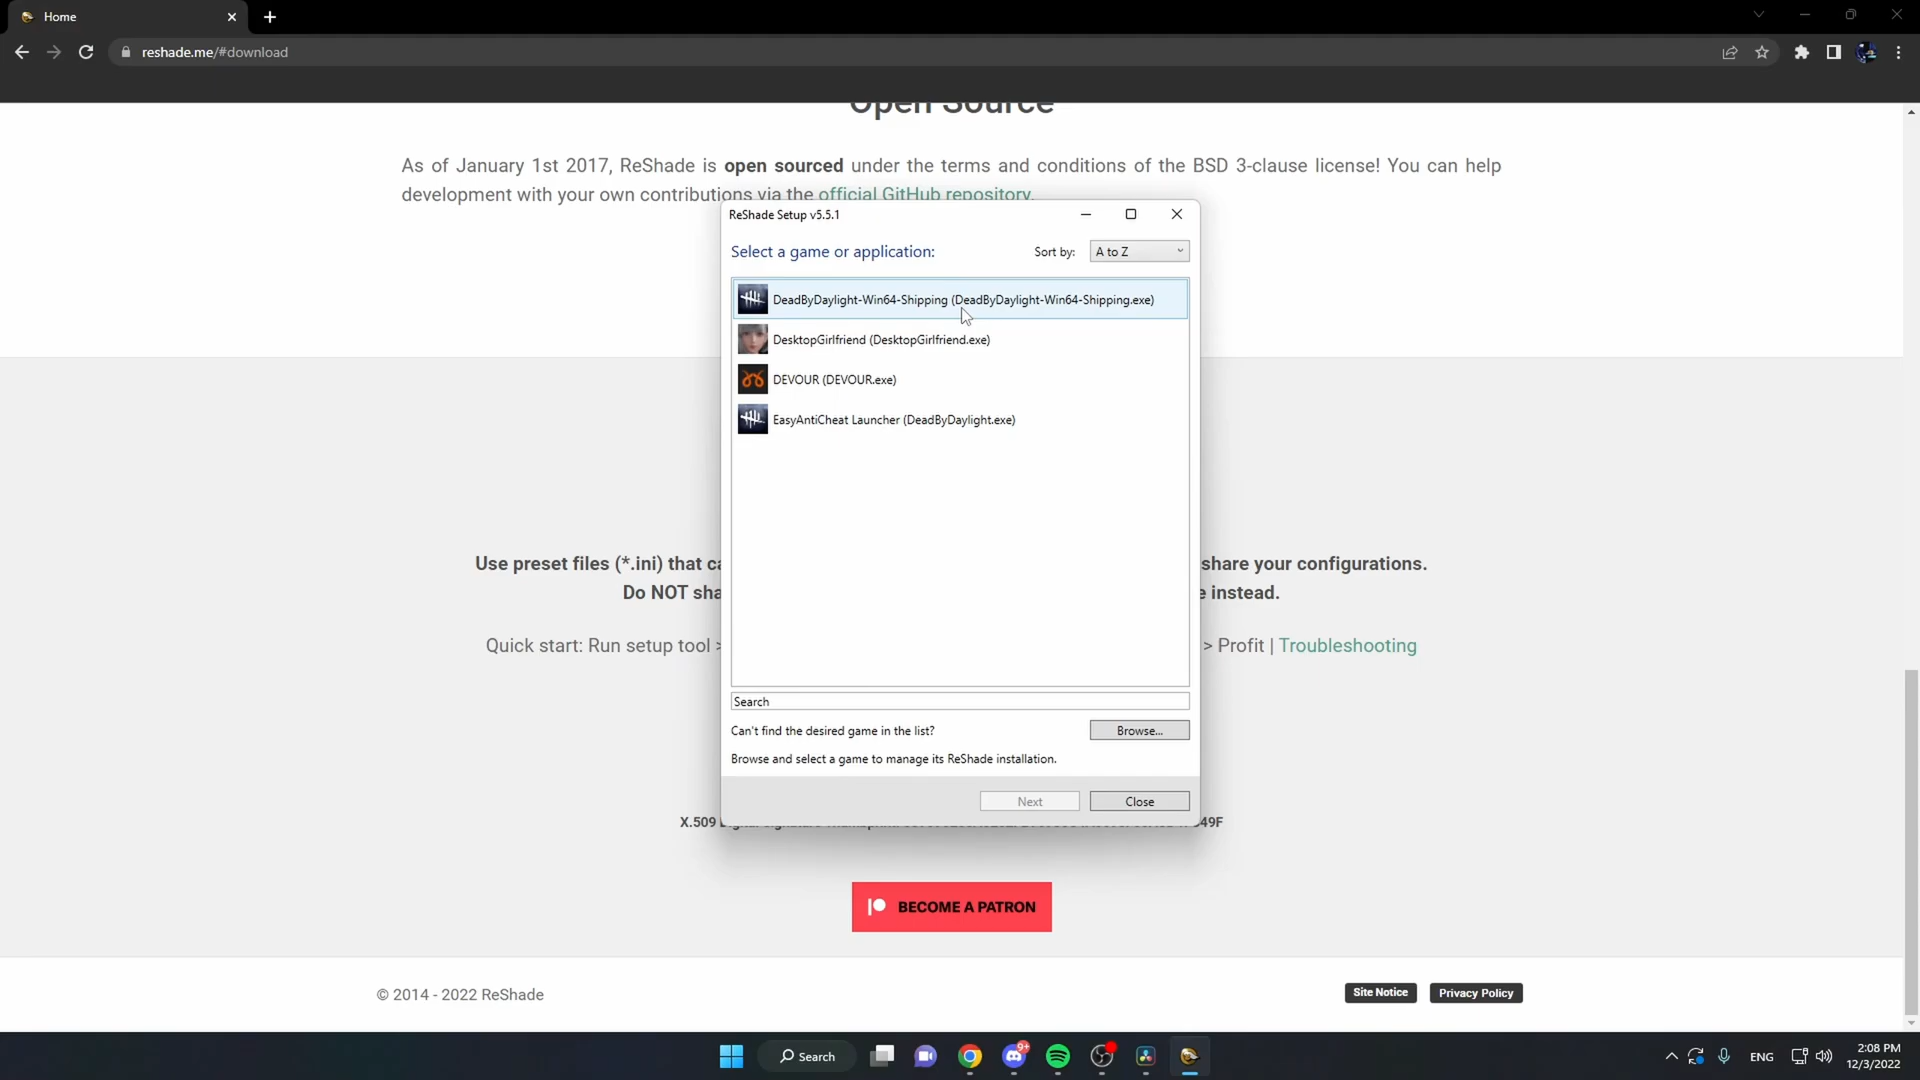 Home
reshade.me/#download
Open Source
As of January 1st 2017, ReShade is open sourced under the terms and conditions of the BSD 3-clause license! You can help
development with your own contributions via the official GitHub repository.
ReShade Setup v5.5.1
Select a game or application:
Sort by:
A to Z
DeadByDaylight-Win64-Shipping (DeadByDaylight-Win64-Shipping.exe)
DesktopGirlfriend (DesktopGirlfriend.exe)
DEVOUR (DEVOUR.exe)
EasyAntiCheat Launcher (DeadByDaylight.exe)
Use preset files (*.ini) that share your configurations.
Do NOT instead.
Quick start: Run setup tool > > Profit | Troubleshooting
Search
Can't find the desired game in the list?
Browse...
Browse and select a game to manage its ReShade installation.
Next
Close
X.509
BECOME A PATRON
© 2014 - 2022 ReShade
Site Notice
Privacy Policy
Search
9+
ENG
2:08 PM
12/3/2022